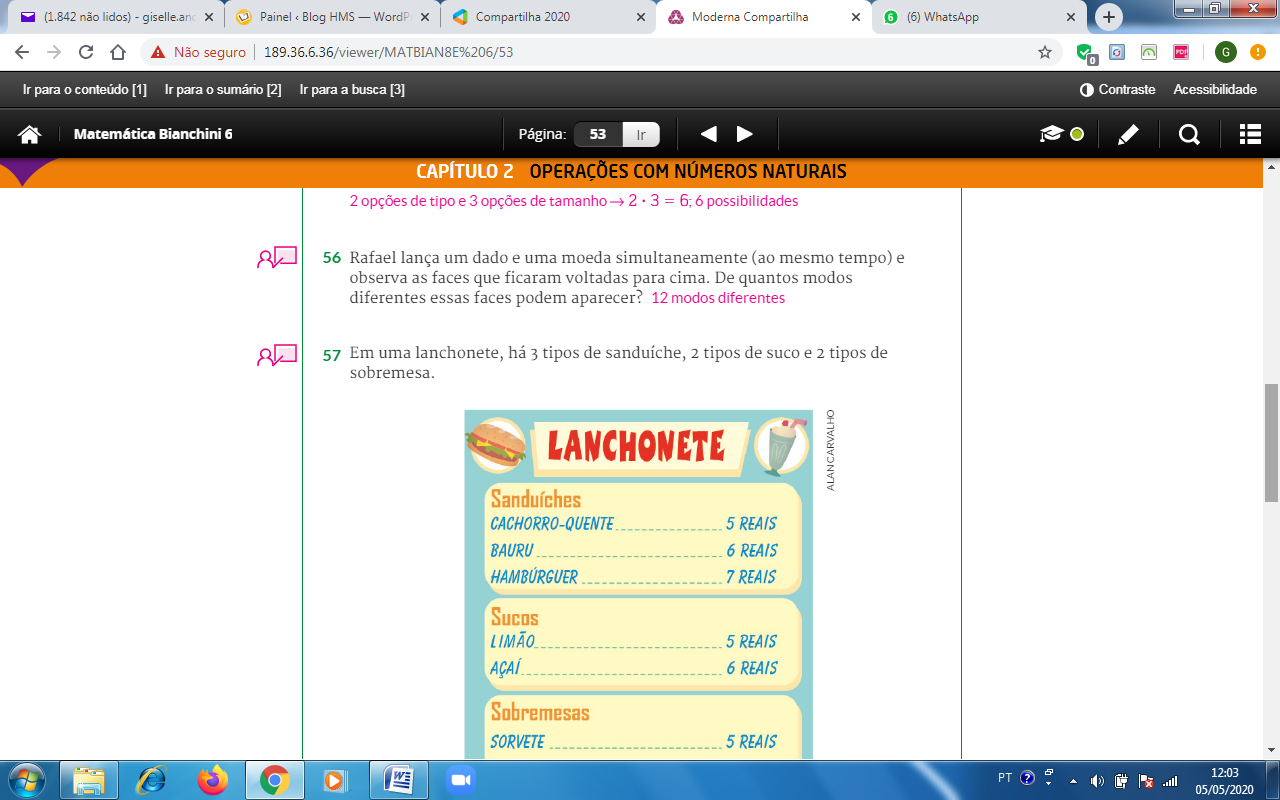 (1.842 não lidos) - giselle.and
Painel ‹ Blog HMS — WordPr
Compartilha 2020
Moderna Compartilha
(6) WhatsApp
Não seguro
189.36.6.36/viewer/MATBIAN8E%206/53
Ir para o conteúdo [1] Ir para o sumário [2] Ir para a busca [3]
Contraste Acessibilidade
Matemática Bianchini 6
Página: 53 Ir
CAPÍTULO 2 OPERAÇÕES COM NÚMEROS NATURAIS
2 opções de tipo e 3 opções de tamanho → 2 · 3 = 6; 6 possibilidades
56 Rafael lança um dado e uma moeda simultaneamente (ao mesmo tempo) e
observa as faces que ficaram voltadas para cima. De quantos modos
diferentes essas faces podem aparecer? 12 modos diferentes
57 Em uma lanchonete, há 3 tipos de sanduíche, 2 tipos de suco e 2 tipos de
sobremesa.
ALAN CARVALHO
LANCHONETE
Sanduíches
CACHORRO-QUENTE 5 REAIS
BAURU 6 REAIS
HAMBÚRGUER 7 REAIS
Sucos
LIMÃO 5 REAIS
AÇAÍ 6 REAIS
Sobremesas
SORVETE 5 REAIS
PT
12:03
05/05/2020